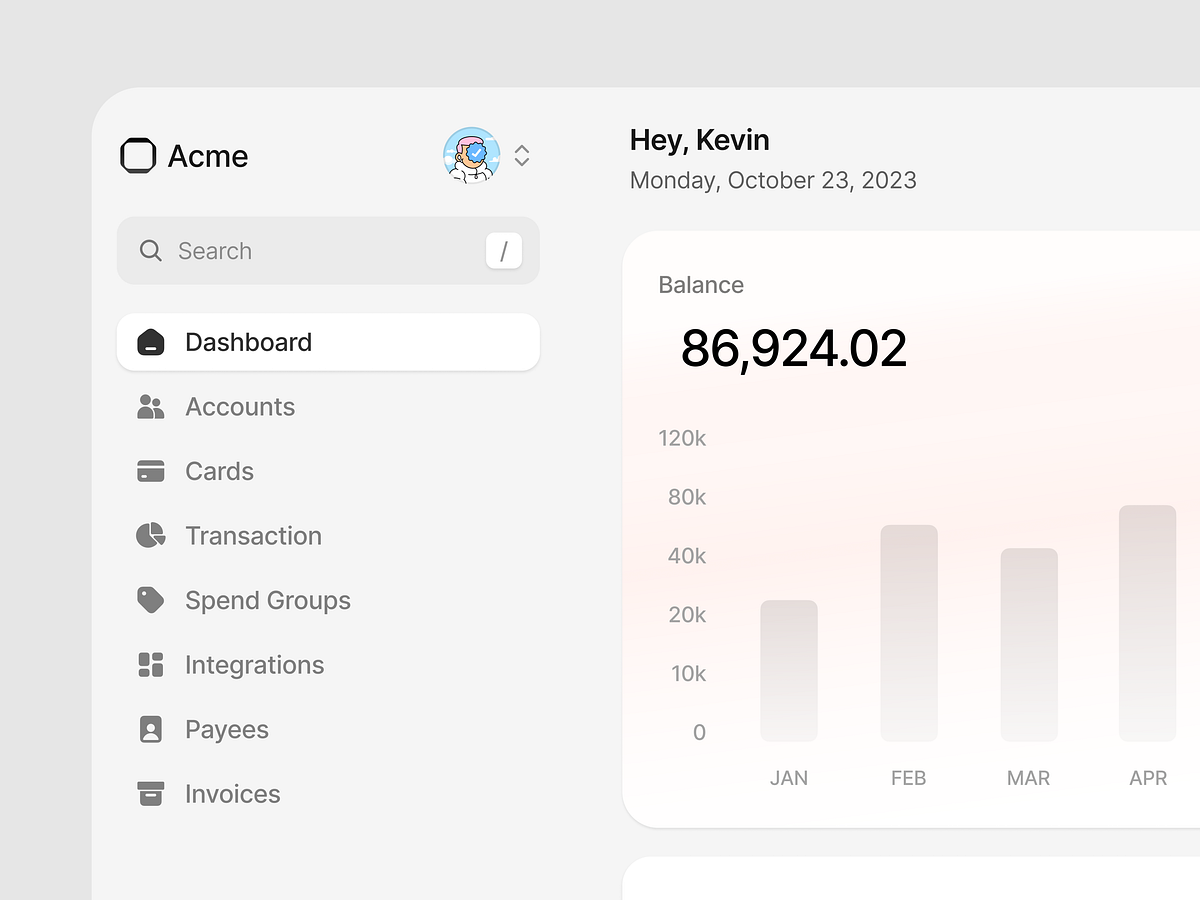 Acme
Search
/
Dashboard
Accounts
Cards
Transaction
Spend Groups
Integrations
Payees
Invoices
Hey, Kevin
Monday, October 23, 2023
Balance
86,924.02
120k
80k
40k
20k
10k
0
JAN FEB MAR APR